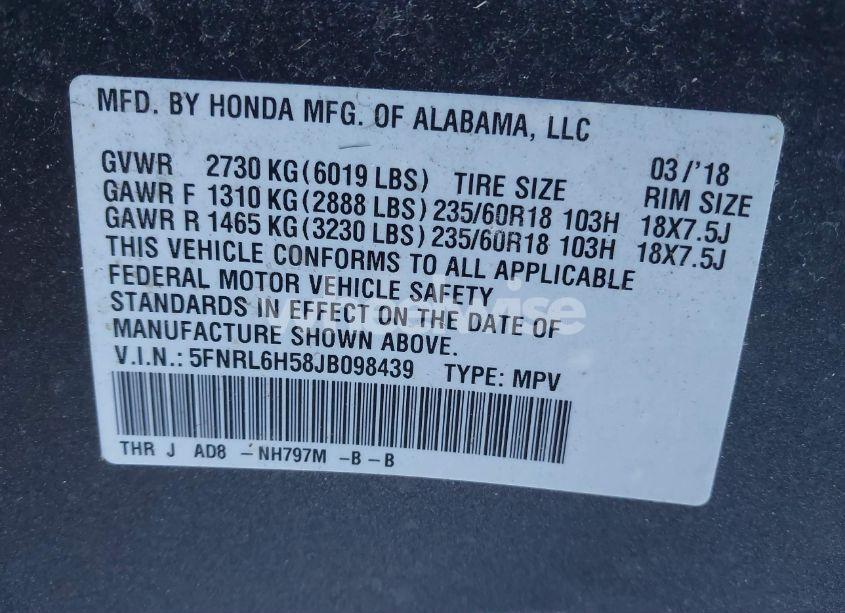 MFD. BY HONDA MFG. OF ALABAMA, LLC
03/'18
GVWR 2730 KG (6019 LBS) TIRE SIZE RIM SIZE
GAWR F 1310 KG (2888 LBS) 235/60R18 103H 18X7.5J
GAWR R 1465 KG (3230 LBS) 235/60R18 103H 18X7.5J
THIS VEHICLE CONFORMS TO ALL APPLICABLE
FEDERAL MOTOR VEHICLE SAFETY
STANDARDS IN EFFECT ON THE DATE OF
MANUFACTURE SHOWN ABOVE.
V.I.N.: 5FNRL6H58JB098439 TYPE: MPV
THR J AD8 - NH797M - B - B